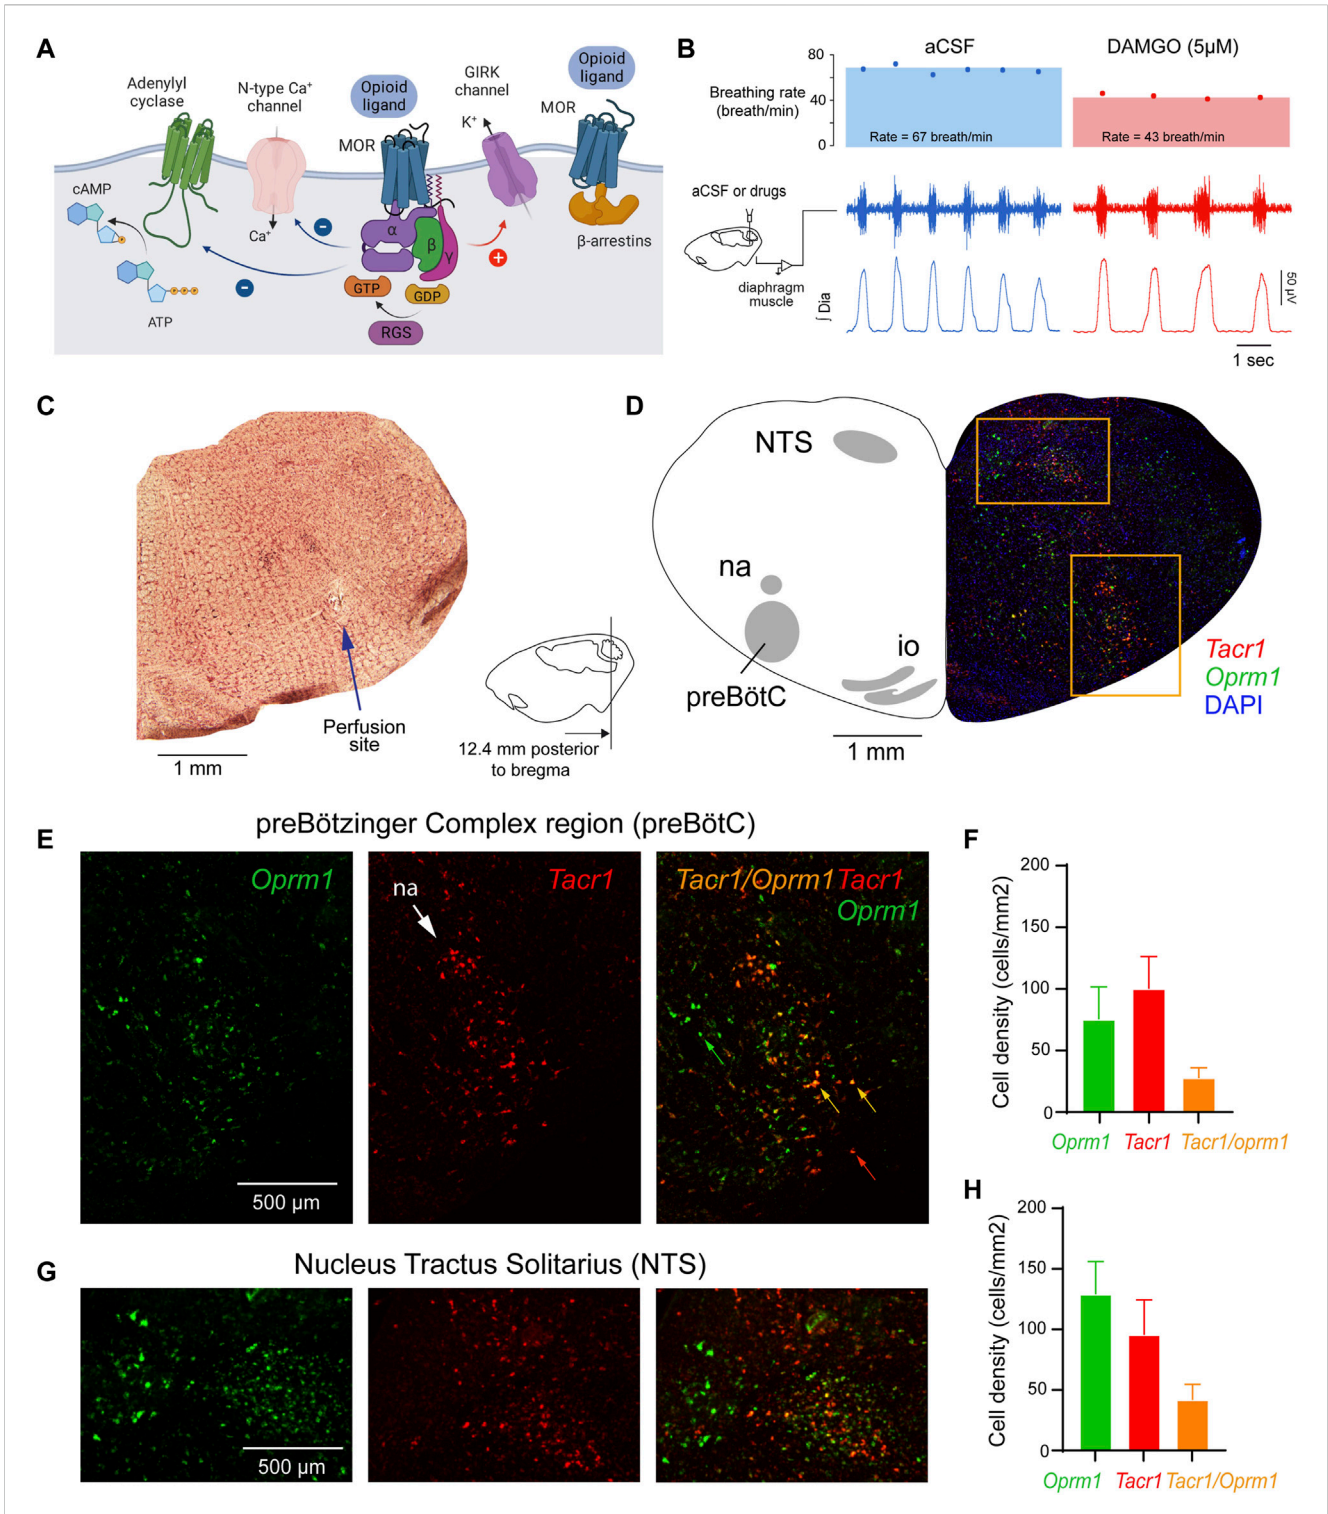 A
Adenylyl
cyclase
N-type Ca⁺
channel
Opioid
ligand
MOR
GIRK
channel
K⁺
Opioid
ligand
MOR
cAMP
Ca⁺
α
β
γ
β-arrestins
GTP
GDP
RGS
ATP
B
aCSF
DAMGO (5µM)
Breathing rate
(breath/min)
80
40
0
Rate = 67 breath/min
Rate = 43 breath/min
aCSF or drugs
diaphragm
muscle
∫ Dia
50 µV
1 sec
C
Perfusion
site
1 mm
12.4 mm posterior
to bregma
D
NTS
na
preBötC
io
1 mm
Tacr1
Oprm1
DAPI
E
preBötzinger Complex region (preBötC)
Oprm1
500 µm
na
Tacr1
Tacr1/Oprm1 Tacr1
Oprm1
F
Cell density (cells/mm2)
200
150
100
50
0
Oprm1 Tacr1 Tacr1/oprm1
G
Nucleus Tractus Solitarius (NTS)
500 µm
H
Cell density (cells/mm2)
200
150
100
50
0
Oprm1 Tacr1 Tacr1/Oprm1